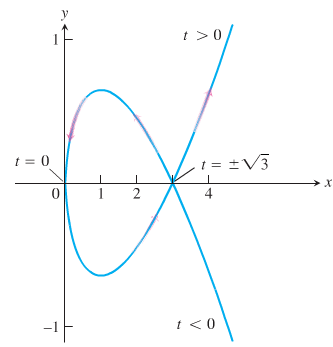 y
1
t > 0
t = 0
t = ±√3
x
0 1 2 4
−1
t < 0